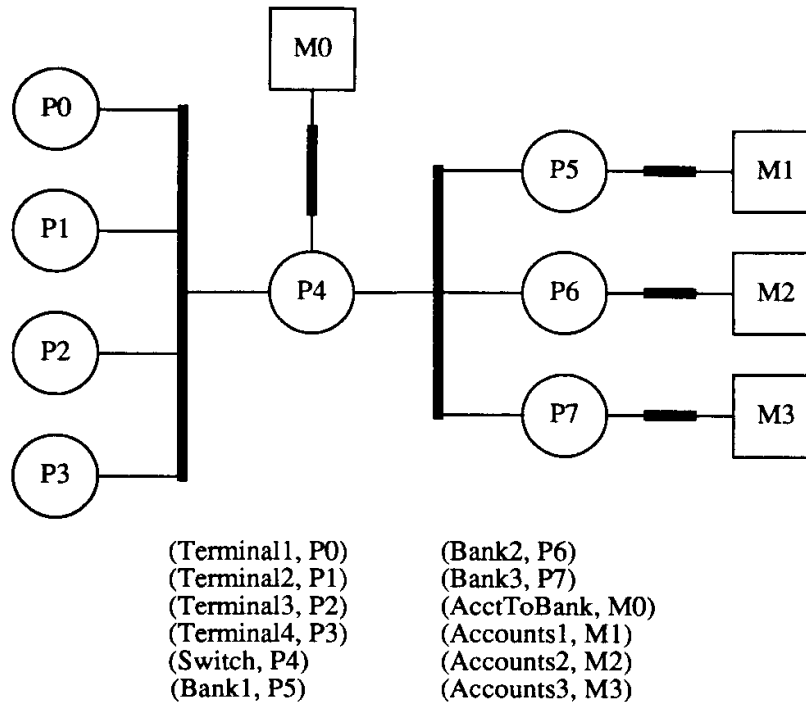 M0
P0
P5
M1
P1
P4
P6
M2
P2
P7
M3
P3
(Terminal1, P0)
(Terminal2, P1)
(Terminal3, P2)
(Terminal4, P3)
(Switch, P4)
(Bank1, P5)
(Bank2, P6)
(Bank3, P7)
(AcctToBank, M0)
(Accounts1, M1)
(Accounts2, M2)
(Accounts3, M3)